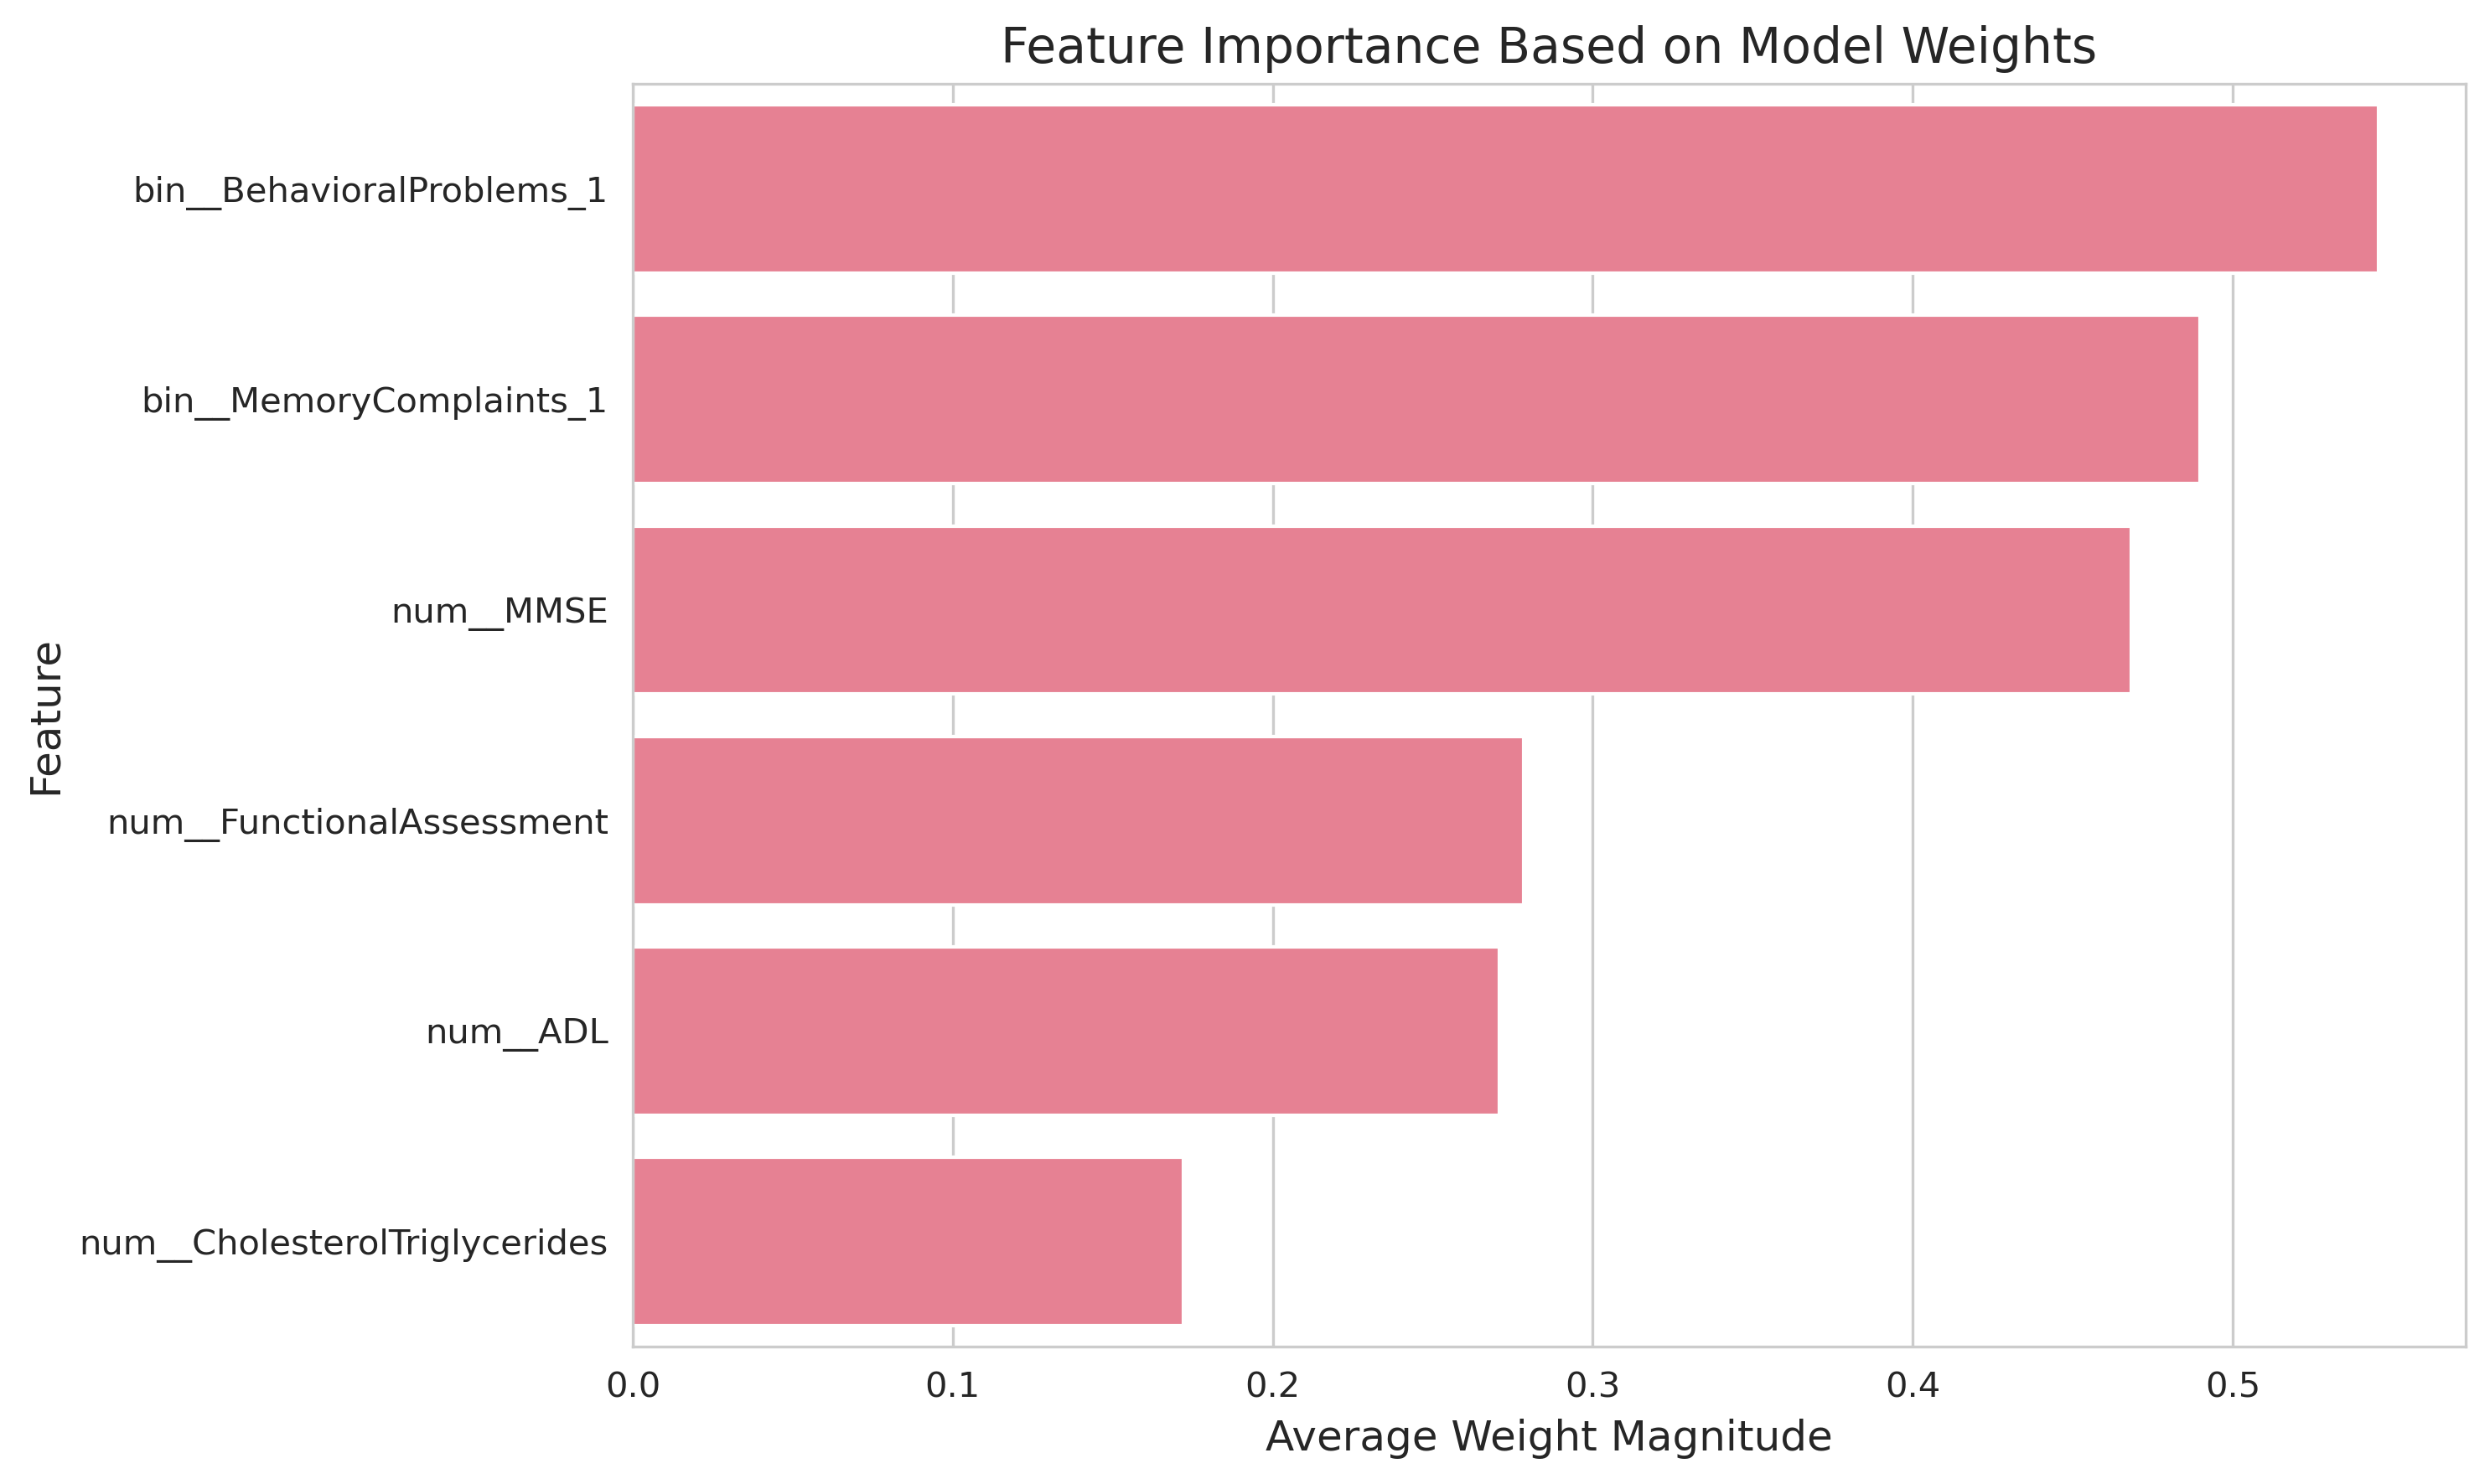 Feature Importance Based on Model Weights
Feature
bin__BehavioralProblems_1
bin__MemoryComplaints_1
num__MMSE
num__FunctionalAssessment
num__ADL
num__CholesterolTriglycerides
0.0 0.1 0.2 0.3 0.4 0.5
Average Weight Magnitude